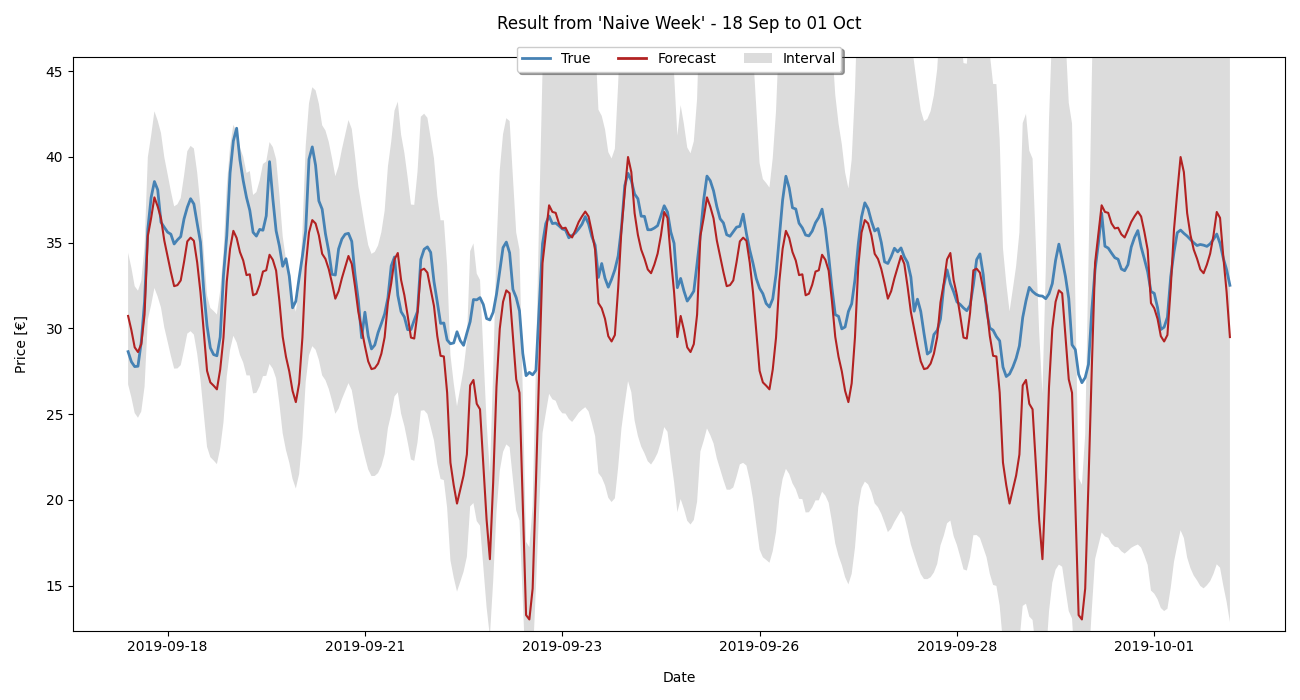 Result from 'Naive Week' - 18 Sep to 01 Oct
True Forecast Interval
45
40
35
30
25
20
15
Price [€]
2019-09-18 2019-09-21 2019-09-23 2019-09-26 2019-09-28 2019-10-01
Date